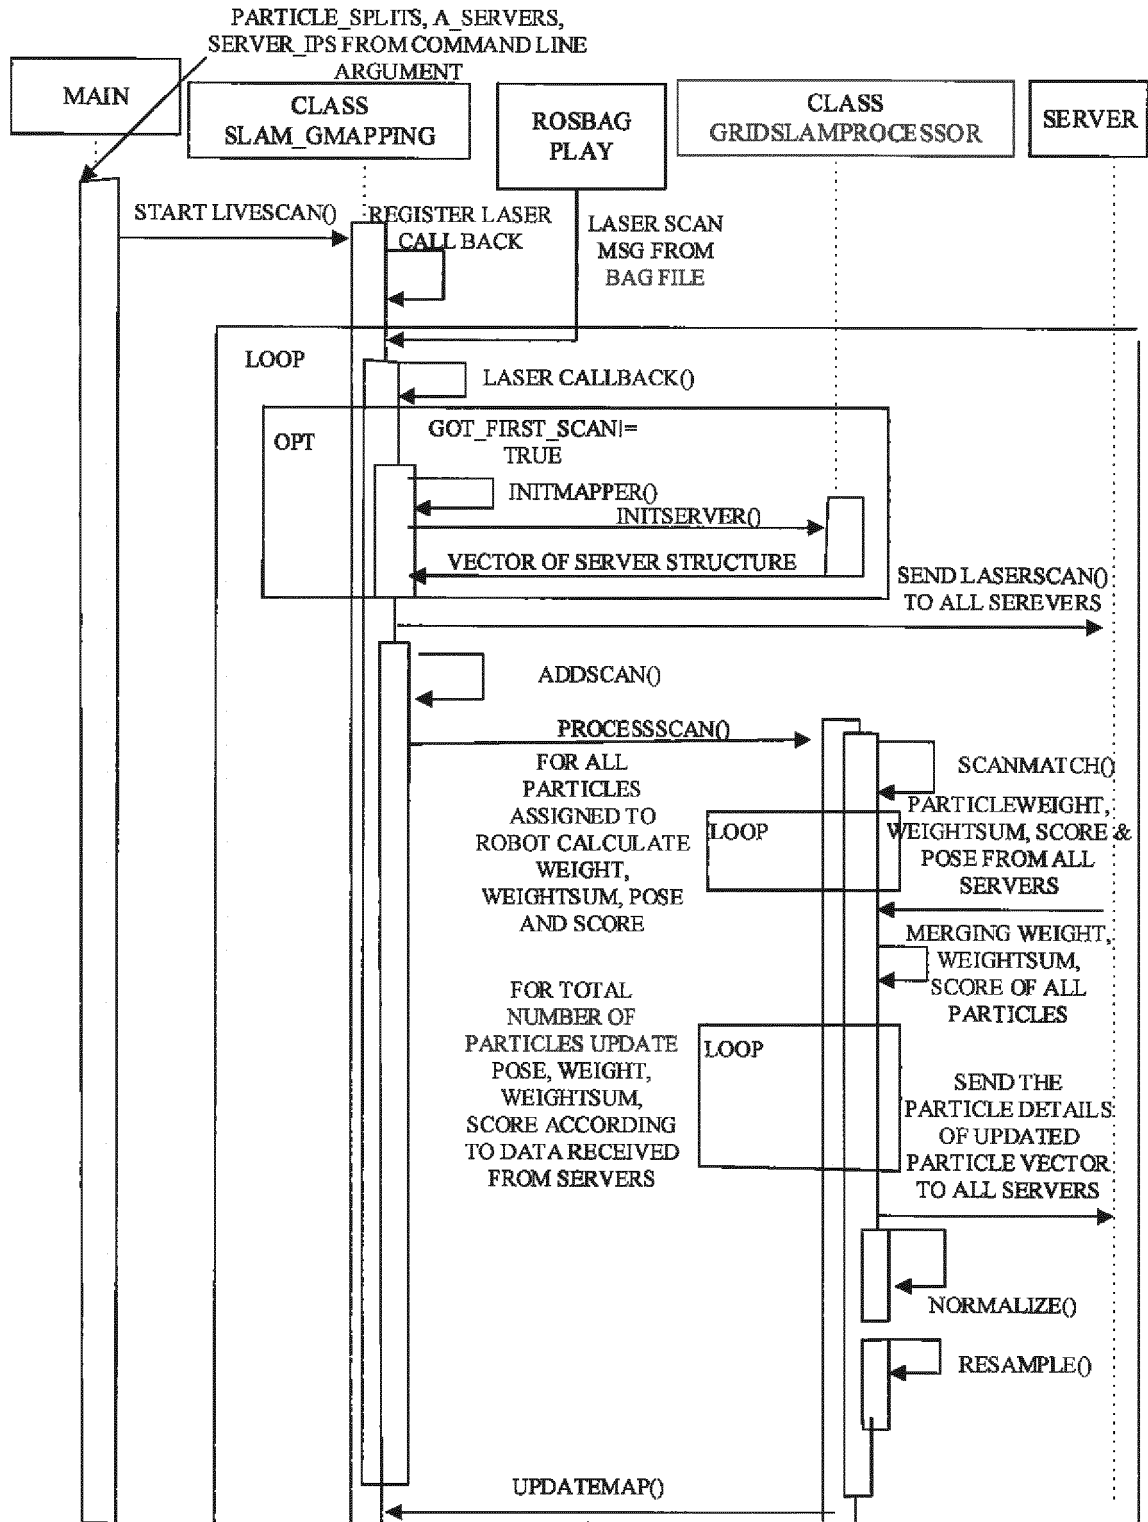 PARTICLE_SPLITS, A_SERVERS,
SERVER_IPS FROM COMMAND LINE
ARGUMENT
MAIN
CLASS
SLAM_GMAPPING
ROSBAG
PLAY
CLASS
GRIDSLAMPROCESSOR
SERVER
START LIVESCAN()
REGISTER LASER
CALL BACK
LASER SCAN
MSG FROM
BAG FILE
LOOP
LASER CALLBACK()
OPT
GOT_FIRST_SCAN|=
TRUE
INITMAPPER()
INITSERVER()
VECTOR OF SERVER STRUCTURE
SEND LASERSCAN()
TO ALL SEREVERS
ADDSCAN()
PROCESSSCAN()
FOR ALL
PARTICLES
ASSIGNED TO
ROBOT CALCULATE
WEIGHT,
WEIGHTSUM, POSE
AND SCORE
SCANMATCH()
LOOP
PARTICLEWEIGHT,
WEIGHTSUM, SCORE &
POSE FROM ALL
SERVERS
MERGING WEIGHT,
WEIGHTSUM,
SCORE OF ALL
PARTICLES
FOR TOTAL
NUMBER OF
PARTICLES UPDATE
POSE, WEIGHT,
WEIGHTSUM,
SCORE ACCORDING
TO DATA RECEIVED
FROM SERVERS
LOOP
SEND THE
PARTICLE DETAILS
OF UPDATED
PARTICLE VECTOR
TO ALL SERVERS
NORMALIZE()
RESAMPLE()
UPDATEMAP()